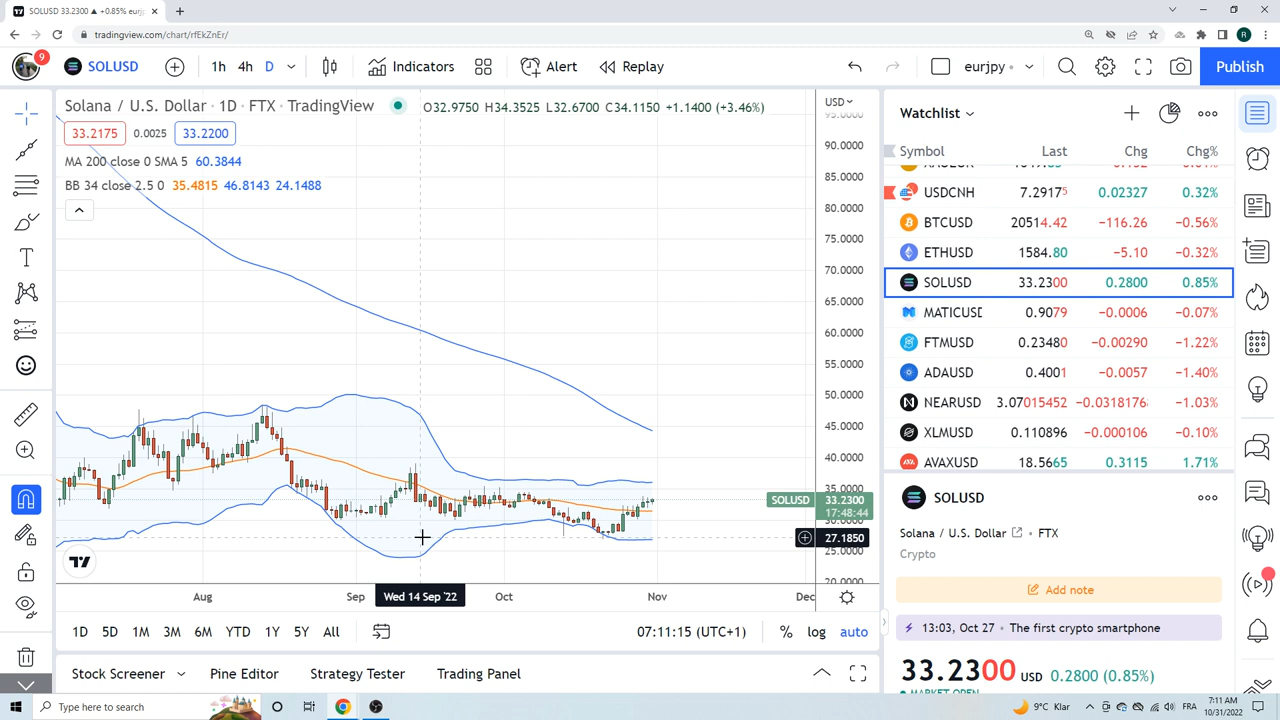 SOLUSD 33.2300 ▲ +0.85% eurj
tradingview.com/chart/rfEkZnEr/
R
9
SOLUSD
1h 4h D
Indicators
Alert
Replay
eurjpy
Publish
Solana / U.S. Dollar · 1D · FTX · TradingView
O32.9750 H34.3525 L32.6700 C34.1150 +1.1400 (+3.46%)
33.2175 0.0025 33.2200
MA 200 close 0 SMA 5 60.3844
BB 34 close 2.5 0 35.4815 46.8143 24.1488
USD
95.0000
90.0000
85.0000
80.0000
75.0000
70.0000
65.0000
60.0000
55.0000
50.0000
45.0000
40.0000
35.0000
SOLUSD 33.2300
17:48:44
30.0000
27.1850
25.0000
20.0000
Aug Sep Wed 14 Sep '22 Oct Nov Dec
1D 5D 1M 3M 6M YTD 1Y 5Y All
07:11:15 (UTC+1) % log auto
Stock Screener Pine Editor Strategy Tester Trading Panel
Watchlist
Symbol Last Chg Chg%
USDCNH 7.29175 0.02327 0.32%
BTCUSD 20514.42 −116.26 −0.56%
ETHUSD 1584.80 −5.10 −0.32%
SOLUSD 33.2300 0.2800 0.85%
MATICUSD 0.9079 −0.0006 −0.07%
FTMUSD 0.23480 −0.00290 −1.22%
ADAUSD 0.4001 −0.0057 −1.40%
NEARUSD 3.07015452 −0.0318176 −1.03%
XLMUSD 0.110896 −0.000106 −0.10%
AVAXUSD 18.5665 0.3115 1.71%
SOLUSD
Solana / U.S. Dollar · FTX
Crypto
Add note
13:03, Oct 27 · The first crypto smartphone
33.2300 USD 0.2800 (0.85%)
MARKET OPEN
Type here to search
9°C Klar
FRA
7:11 AM
10/31/2022